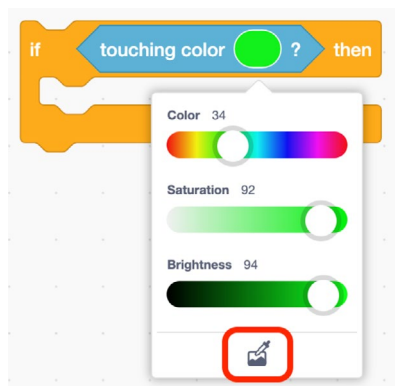 if touching color ? then
Color 34
Saturation 92
Brightness 94